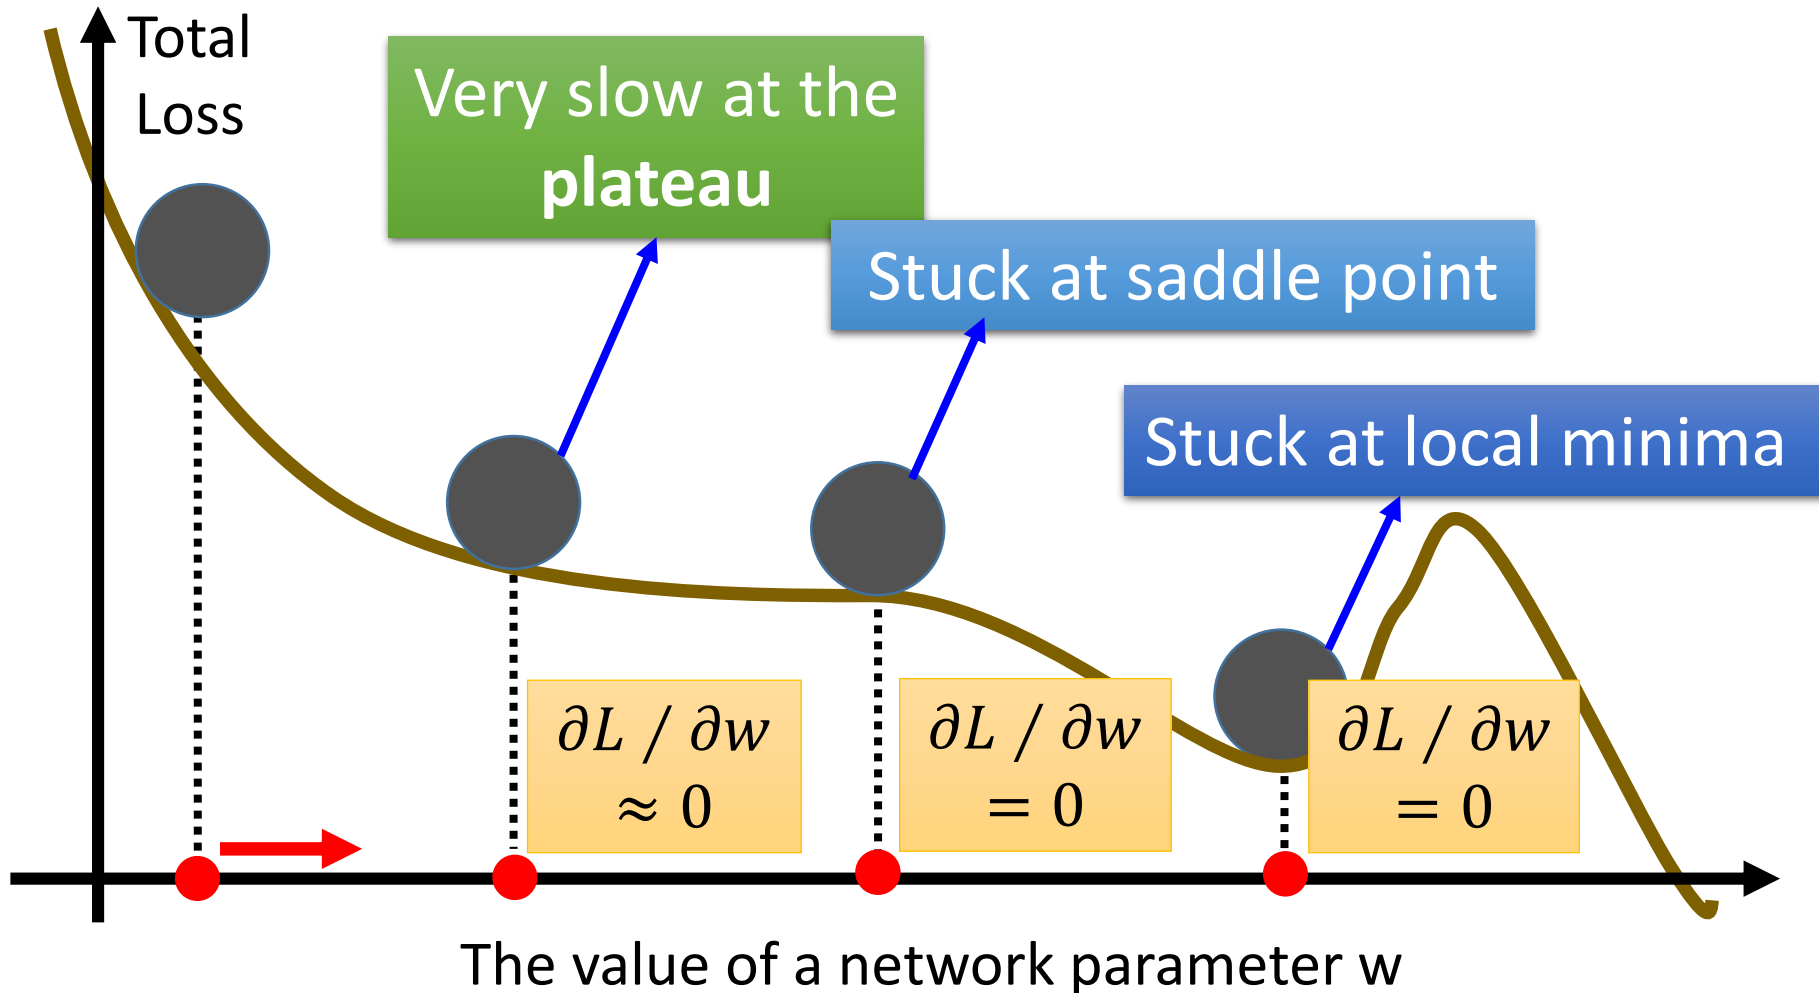 Total
Loss
Very slow at the
plateau
Stuck at saddle point
Stuck at local minima
∂L / ∂w
≈ 0
∂L / ∂w
= 0
∂L / ∂w
= 0
The value of a network parameter w